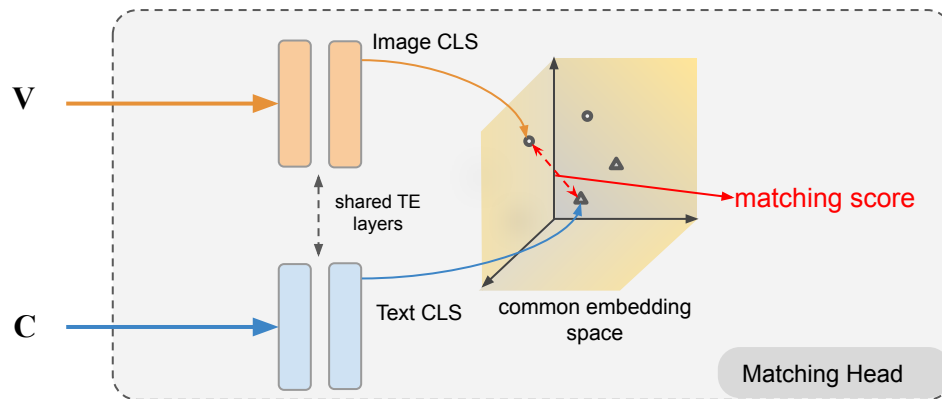 Image CLS
V
shared TE
layers
matching score
C
Text CLS
common embedding
space
Matching Head